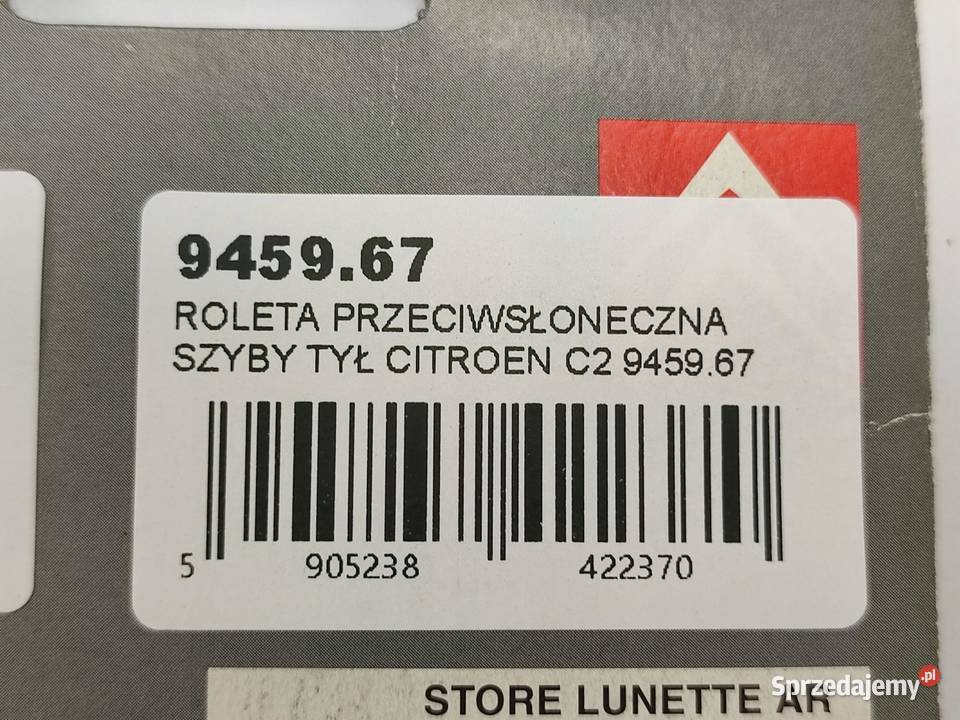 9459.67
ROLETA PRZECIWSŁONECZNA
SZYBY TYŁ CITROEN C2 9459.67
5 905238 422370
STORE LUNETTE AR
Sprzedajemy.pl